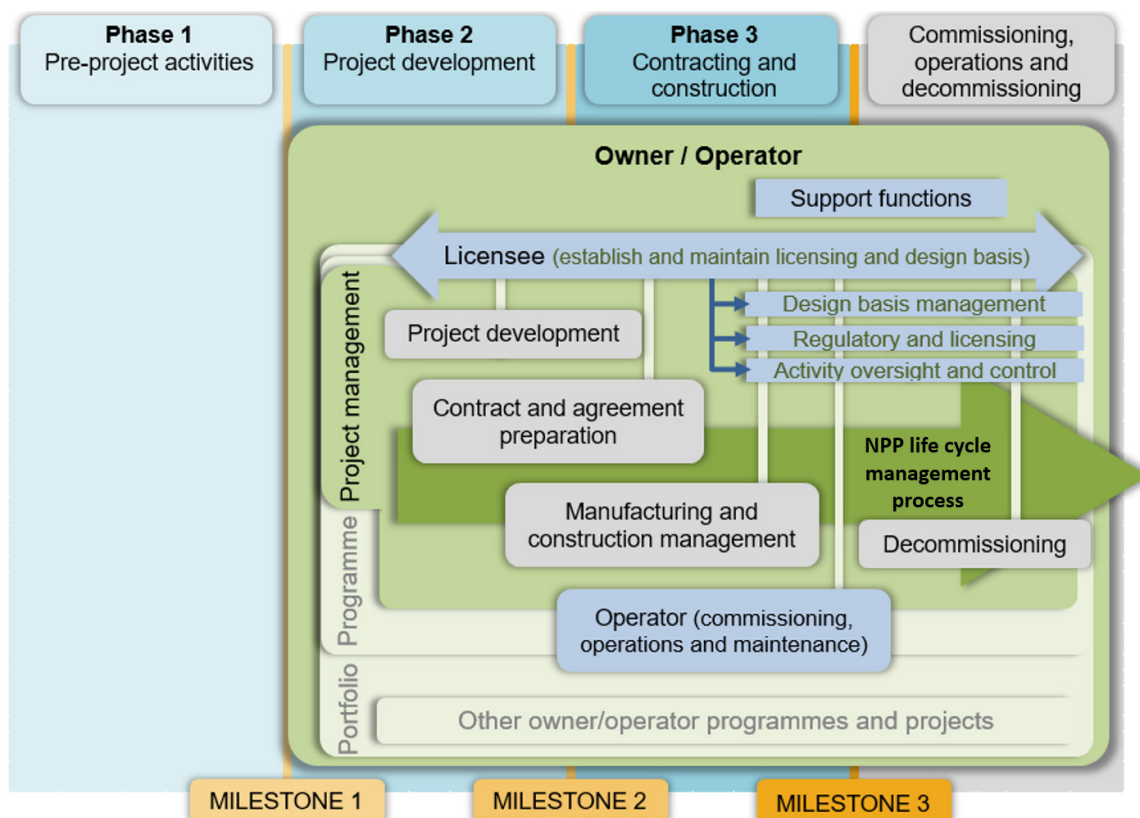 Phase 1
Pre-project activities
Phase 2
Project development
Phase 3
Contracting and
construction
Commissioning,
operations and
decommissioning
Owner / Operator
Support functions
Licensee (establish and maintain licensing and design basis)
Design basis management
Regulatory and licensing
Activity oversight and control
Project development
Contract and agreement
preparation
Manufacturing and
construction management
NPP life cycle
management
process
Decommissioning
Operator (commissioning,
operations and maintenance)
Other owner/operator programmes and projects
Project management
Programme
Portfolio
MILESTONE 1
MILESTONE 2
MILESTONE 3